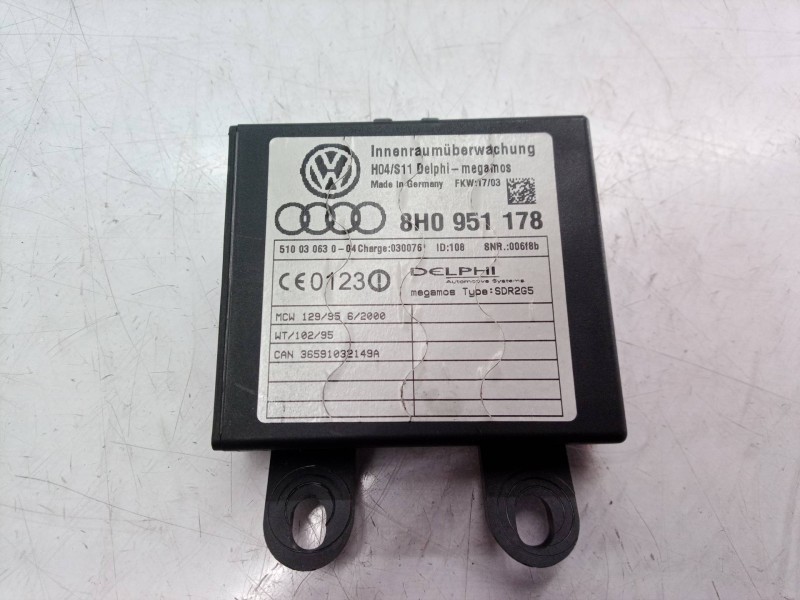 Innenraumüberwachung
H04/S11 Delphi - megamos
Made in Germany FKW:17/03
8H0 951 178
510 03 063 0 -04 Charge:030076 ID:108 SNR.:006f8b
CE 0123
DELPHI
Automotive Systems
megamos Type:SDR2G5
MCW 129/95 6/2000
WT/102/95
CAN 36591032149A